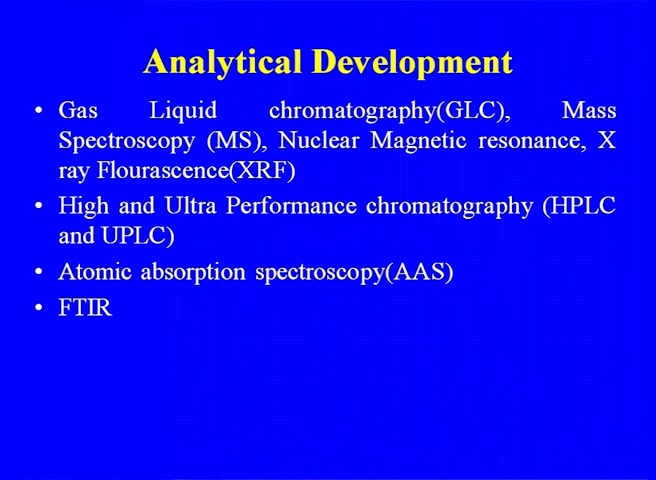 Analytical Development
• Gas Liquid chromatography(GLC), Mass
Spectroscopy (MS), Nuclear Magnetic resonance, X
ray Flourascence(XRF)
• High and Ultra Performance chromatography (HPLC
and UPLC)
• Atomic absorption spectroscopy(AAS)
• FTIR